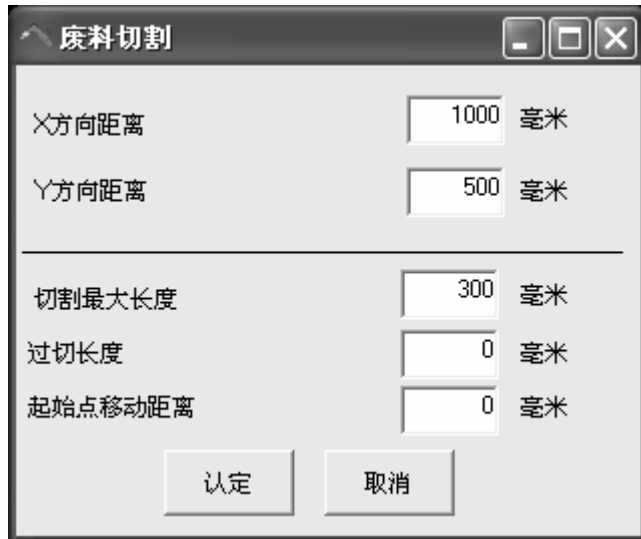 废料切割
X方向距离 1000 毫米
Y方向距离 500 毫米
切割最大长度 300 毫米
过切长度 0 毫米
起始点移动距离 0 毫米
认定 取消